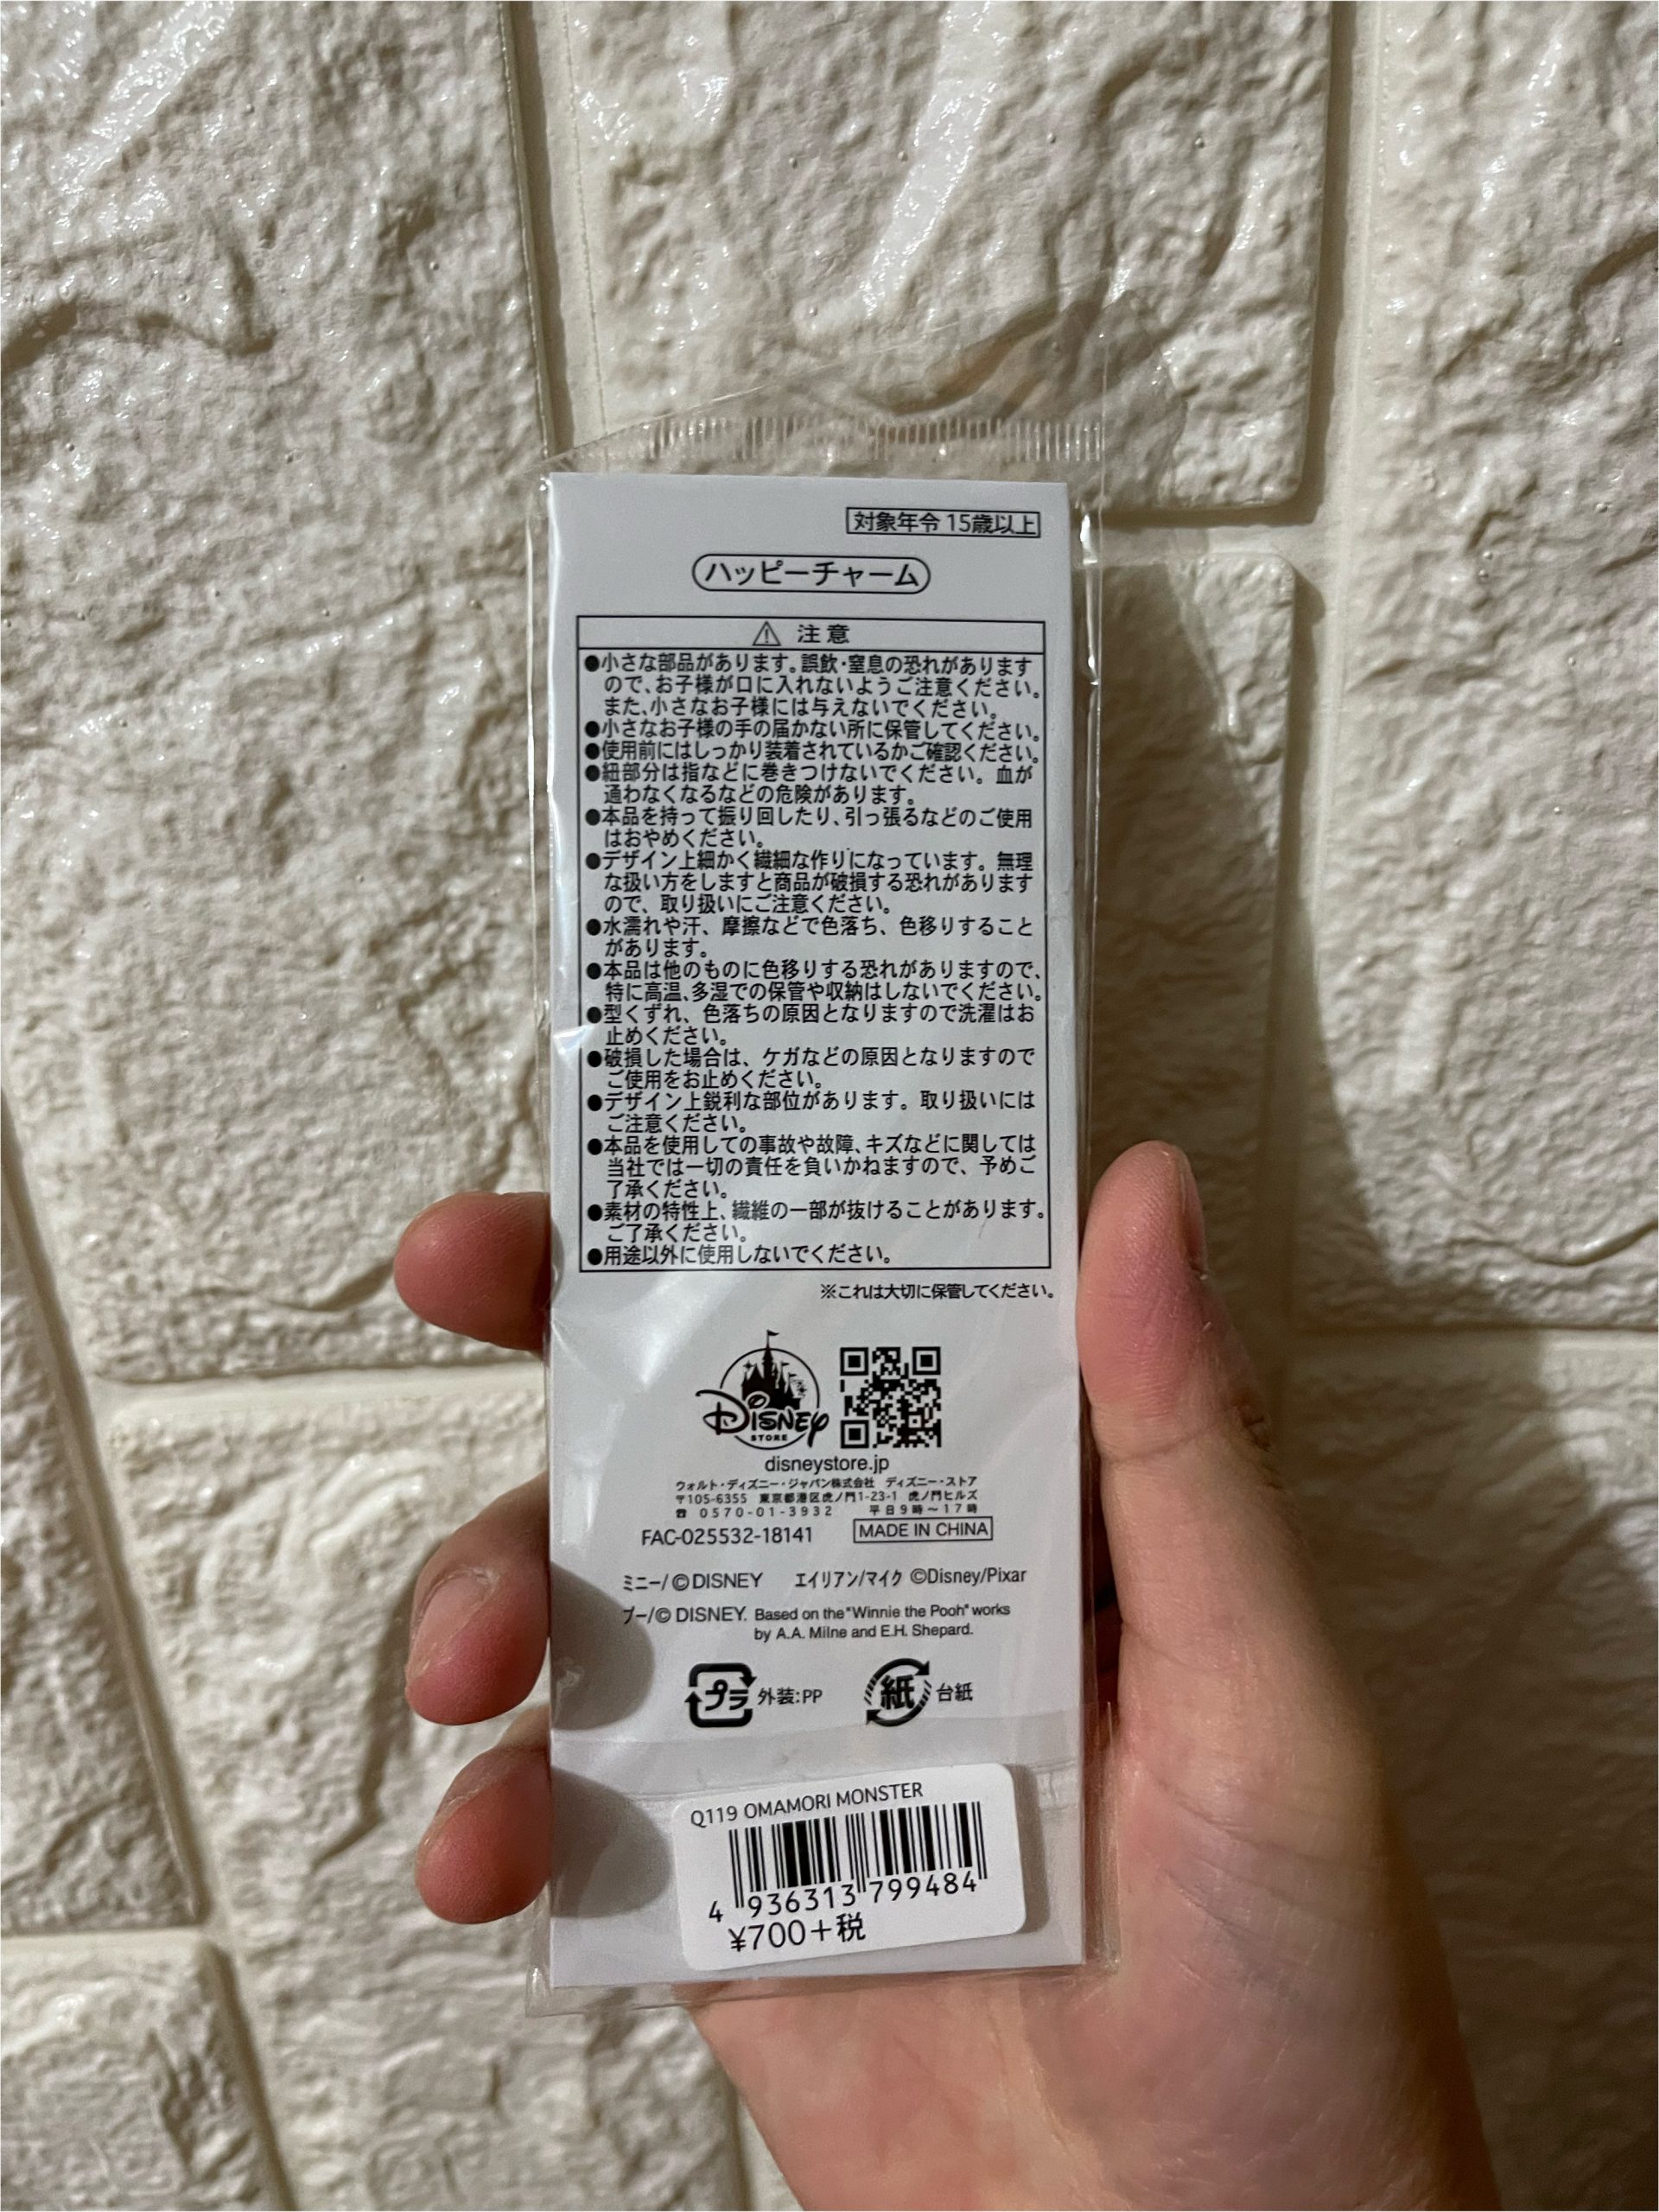 対象年令 15歳以上
ハッピーチャーム
⚠ 注意
●小さな部品があります。誤飲・窒息の恐れがあります
ので、お子様が口に入れないようご注意ください。
また、小さなお子様には与えないでください。
●小さなお子様の手の届かない所に保管してください。
●使用前にはしっかり装着されているかご確認ください。
●紐部分は指などに巻きつけないでください。血が
通わなくなるなどの危険があります。
●本品を持って振り回したり、引っ張るなどのご使用
はおやめください。
●デザイン上細かく繊細な作りになっています。無理
な扱い方をしますと商品が破損する恐れがあります
ので、取り扱いにご注意ください。
●水濡れや汗、摩擦などで色落ち、色移りすること
があります。
●本品は他のものに色移りする恐れがありますので、
特に高温、多湿での保管や収納はしないでください。
●型くずれ、色落ちの原因となりますので洗濯はお
止めください。
●破損した場合は、ケガなどの原因となりますので
ご使用をお止めください。
●デザイン上鋭利な部位があります。取り扱いには
ご注意ください。
●本品を使用しての事故や故障、キズなどに関しては
当社では一切の責任を負いかねますので、予めご
了承ください。
●素材の特性上、繊維の一部が抜けることがあります。
ご了承ください。
●用途以外に使用しないでください。
※これは大切に保管してください。
Disney
STORE
disneystore.jp
ウォルト・ディズニー・ジャパン株式会社 ディズニー・ストア
〒105-6355 東京都港区虎ノ門1-23-1 虎ノ門ヒルズ
☎ 0570-01-3932 平日9時～17時
FAC-025532-18141 MADE IN CHINA
ミニー/©DISNEY エイリアン/マイク ©Disney/Pixar
プー/© DISNEY. Based on the "Winnie the Pooh" works
by A.A. Milne and E.H. Shepard.
プラ 外装:PP 紙 台紙
Q119 OMAMORI MONSTER
4 936313 799484
¥700+税